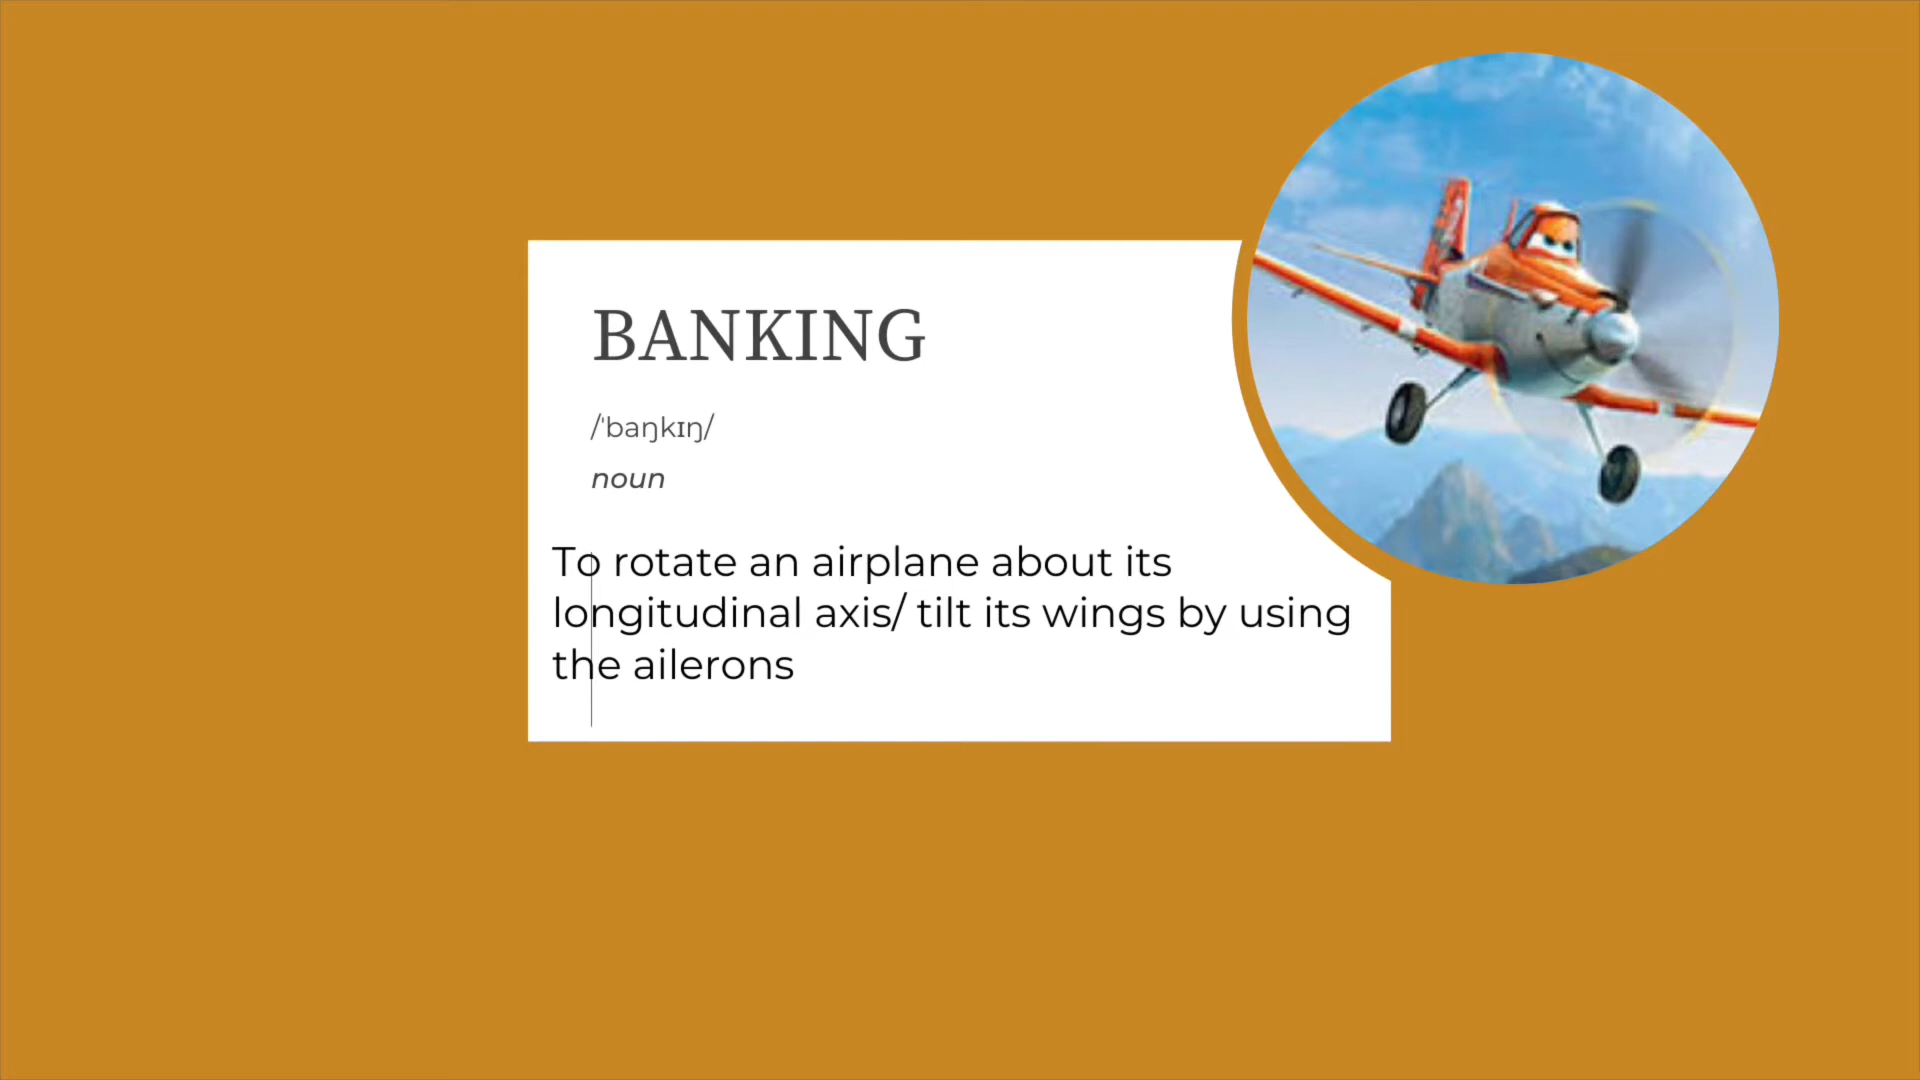 BANKING
/ˈbaŋkɪŋ/
noun
To rotate an airplane about its
longitudinal axis/ tilt its wings by using
the ailerons